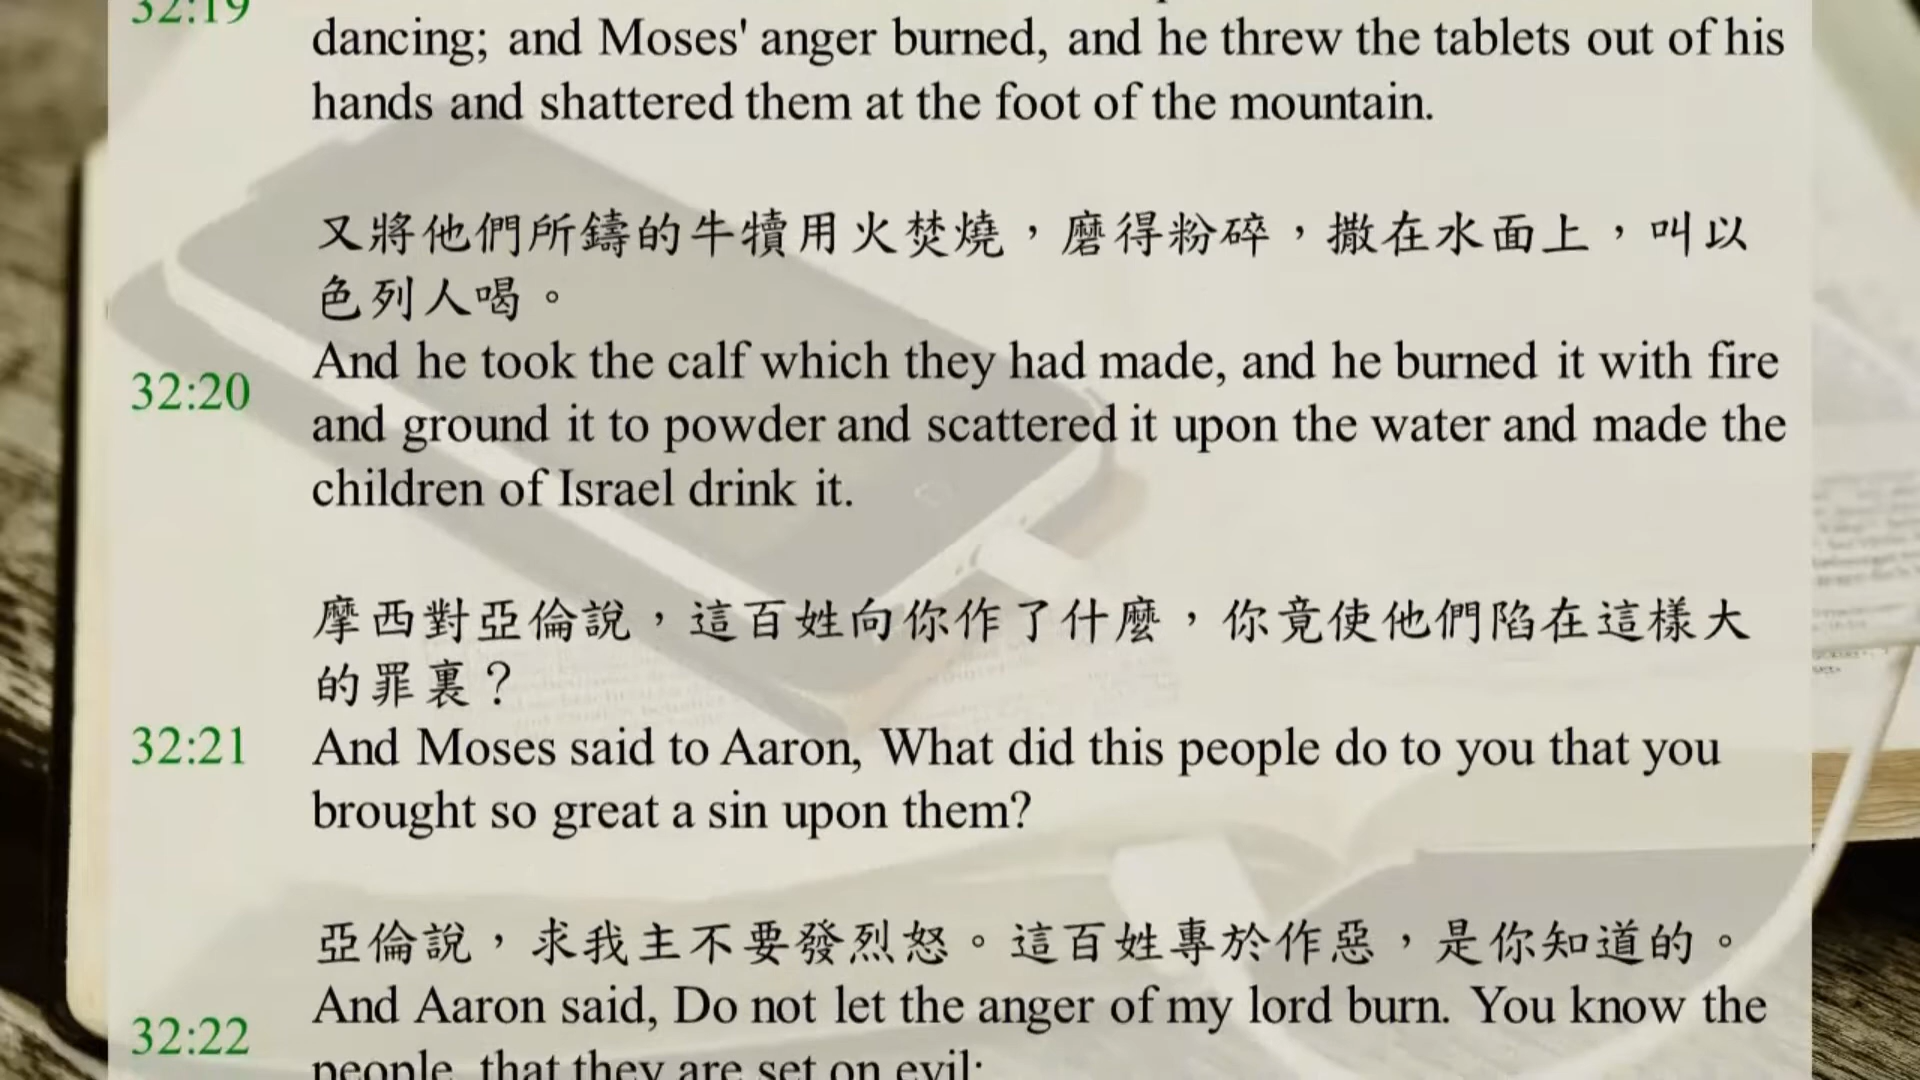 32:19
dancing; and Moses' anger burned, and he threw the tablets out of his
hands and shattered them at the foot of the mountain.
又將他們所鑄的牛犢用火焚燒，磨得粉碎，撒在水面上，叫以
色列人喝。
32:20
And he took the calf which they had made, and he burned it with fire
and ground it to powder and scattered it upon the water and made the
children of Israel drink it.
摩西對亞倫說，這百姓向你作了什麼，你竟使他們陷在這樣大
的罪裏？
32:21
And Moses said to Aaron, What did this people do to you that you
brought so great a sin upon them?
亞倫說，求我主不要發烈怒。這百姓專於作惡，是你知道的。
32:22
And Aaron said, Do not let the anger of my lord burn. You know the
people, that they are set on evil;